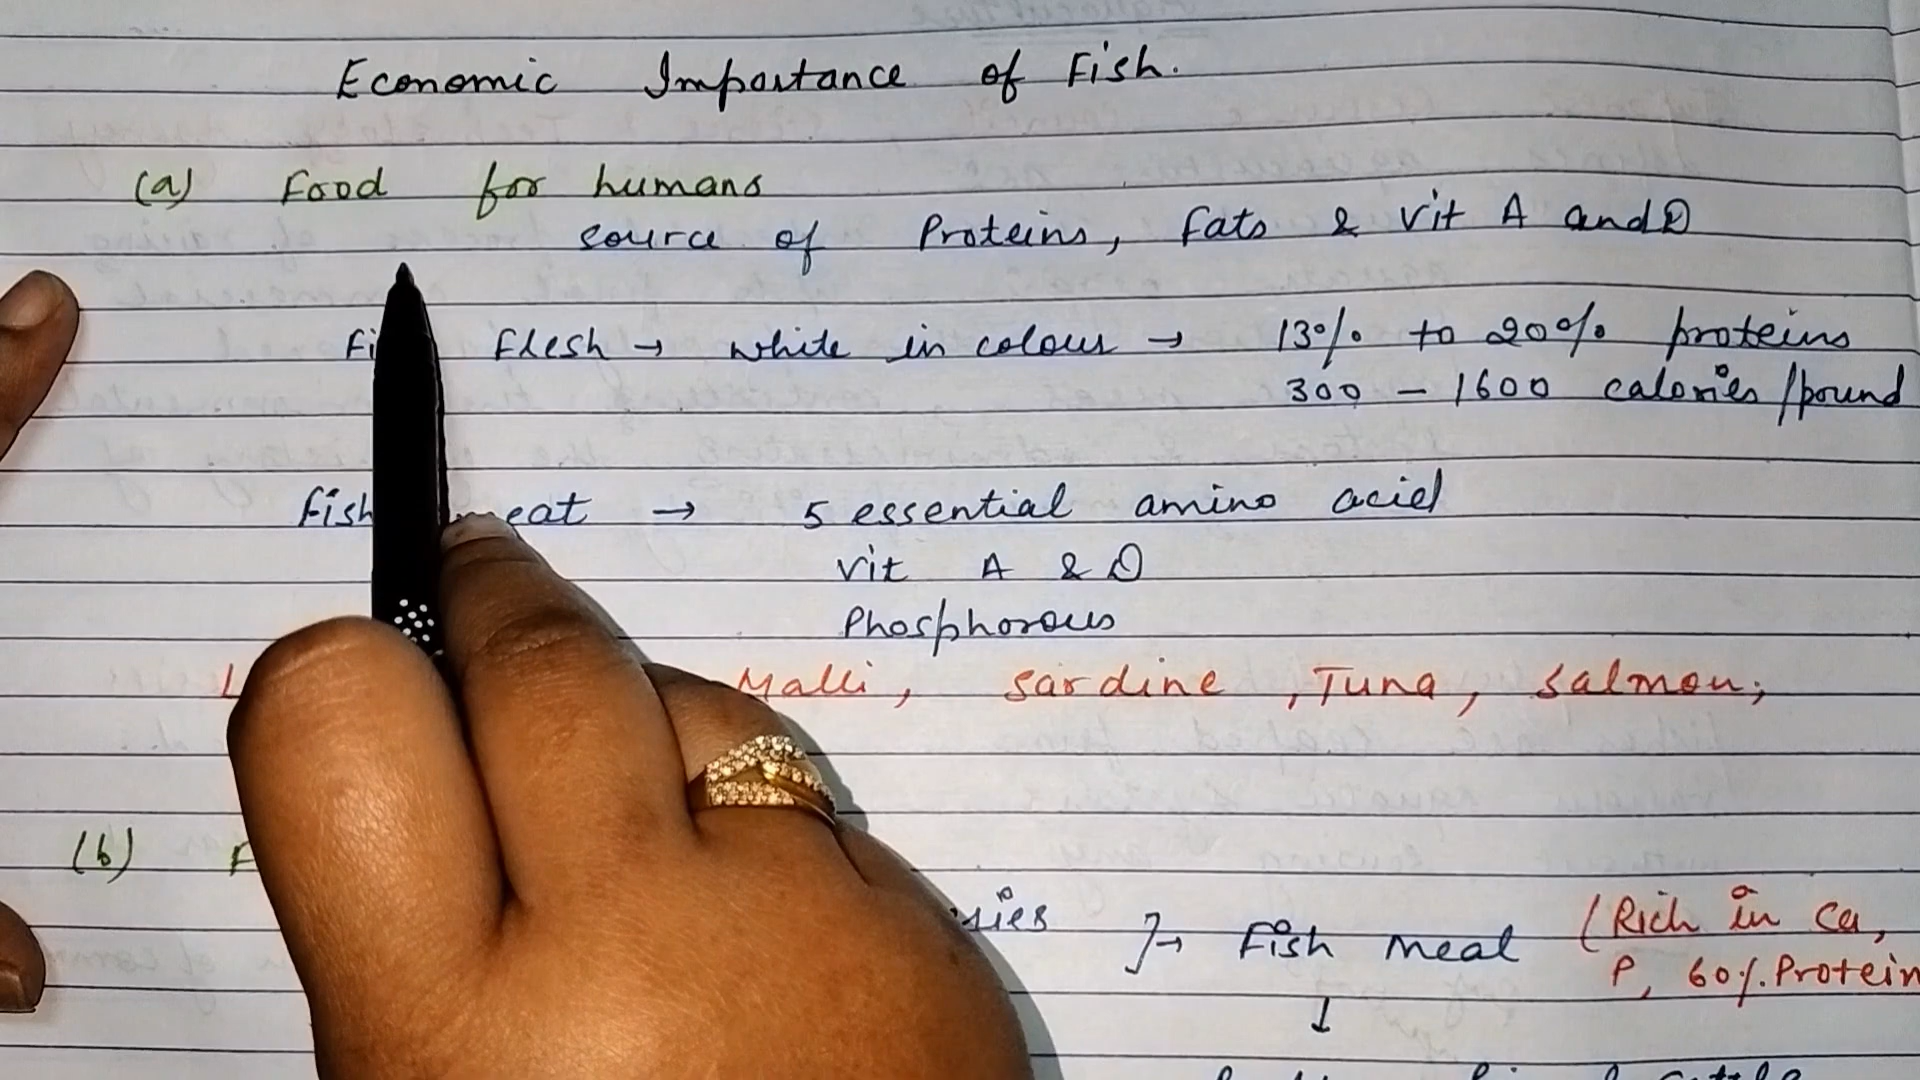 Economic Importance of Fish.
(a) Food for humans
source of Proteins, Fats & Vit A and D
Flesh → white in colour → 13% to 20% proteins
300 - 1600 calories/pound
Fish meat → 5 essential amino acid
Vit A & D
Phosphorous
Malli, Sardine, Tuna, Salmon,
(b)
]→ Fish Meal (Rich in Ca,
↓ P, 60%. Protein